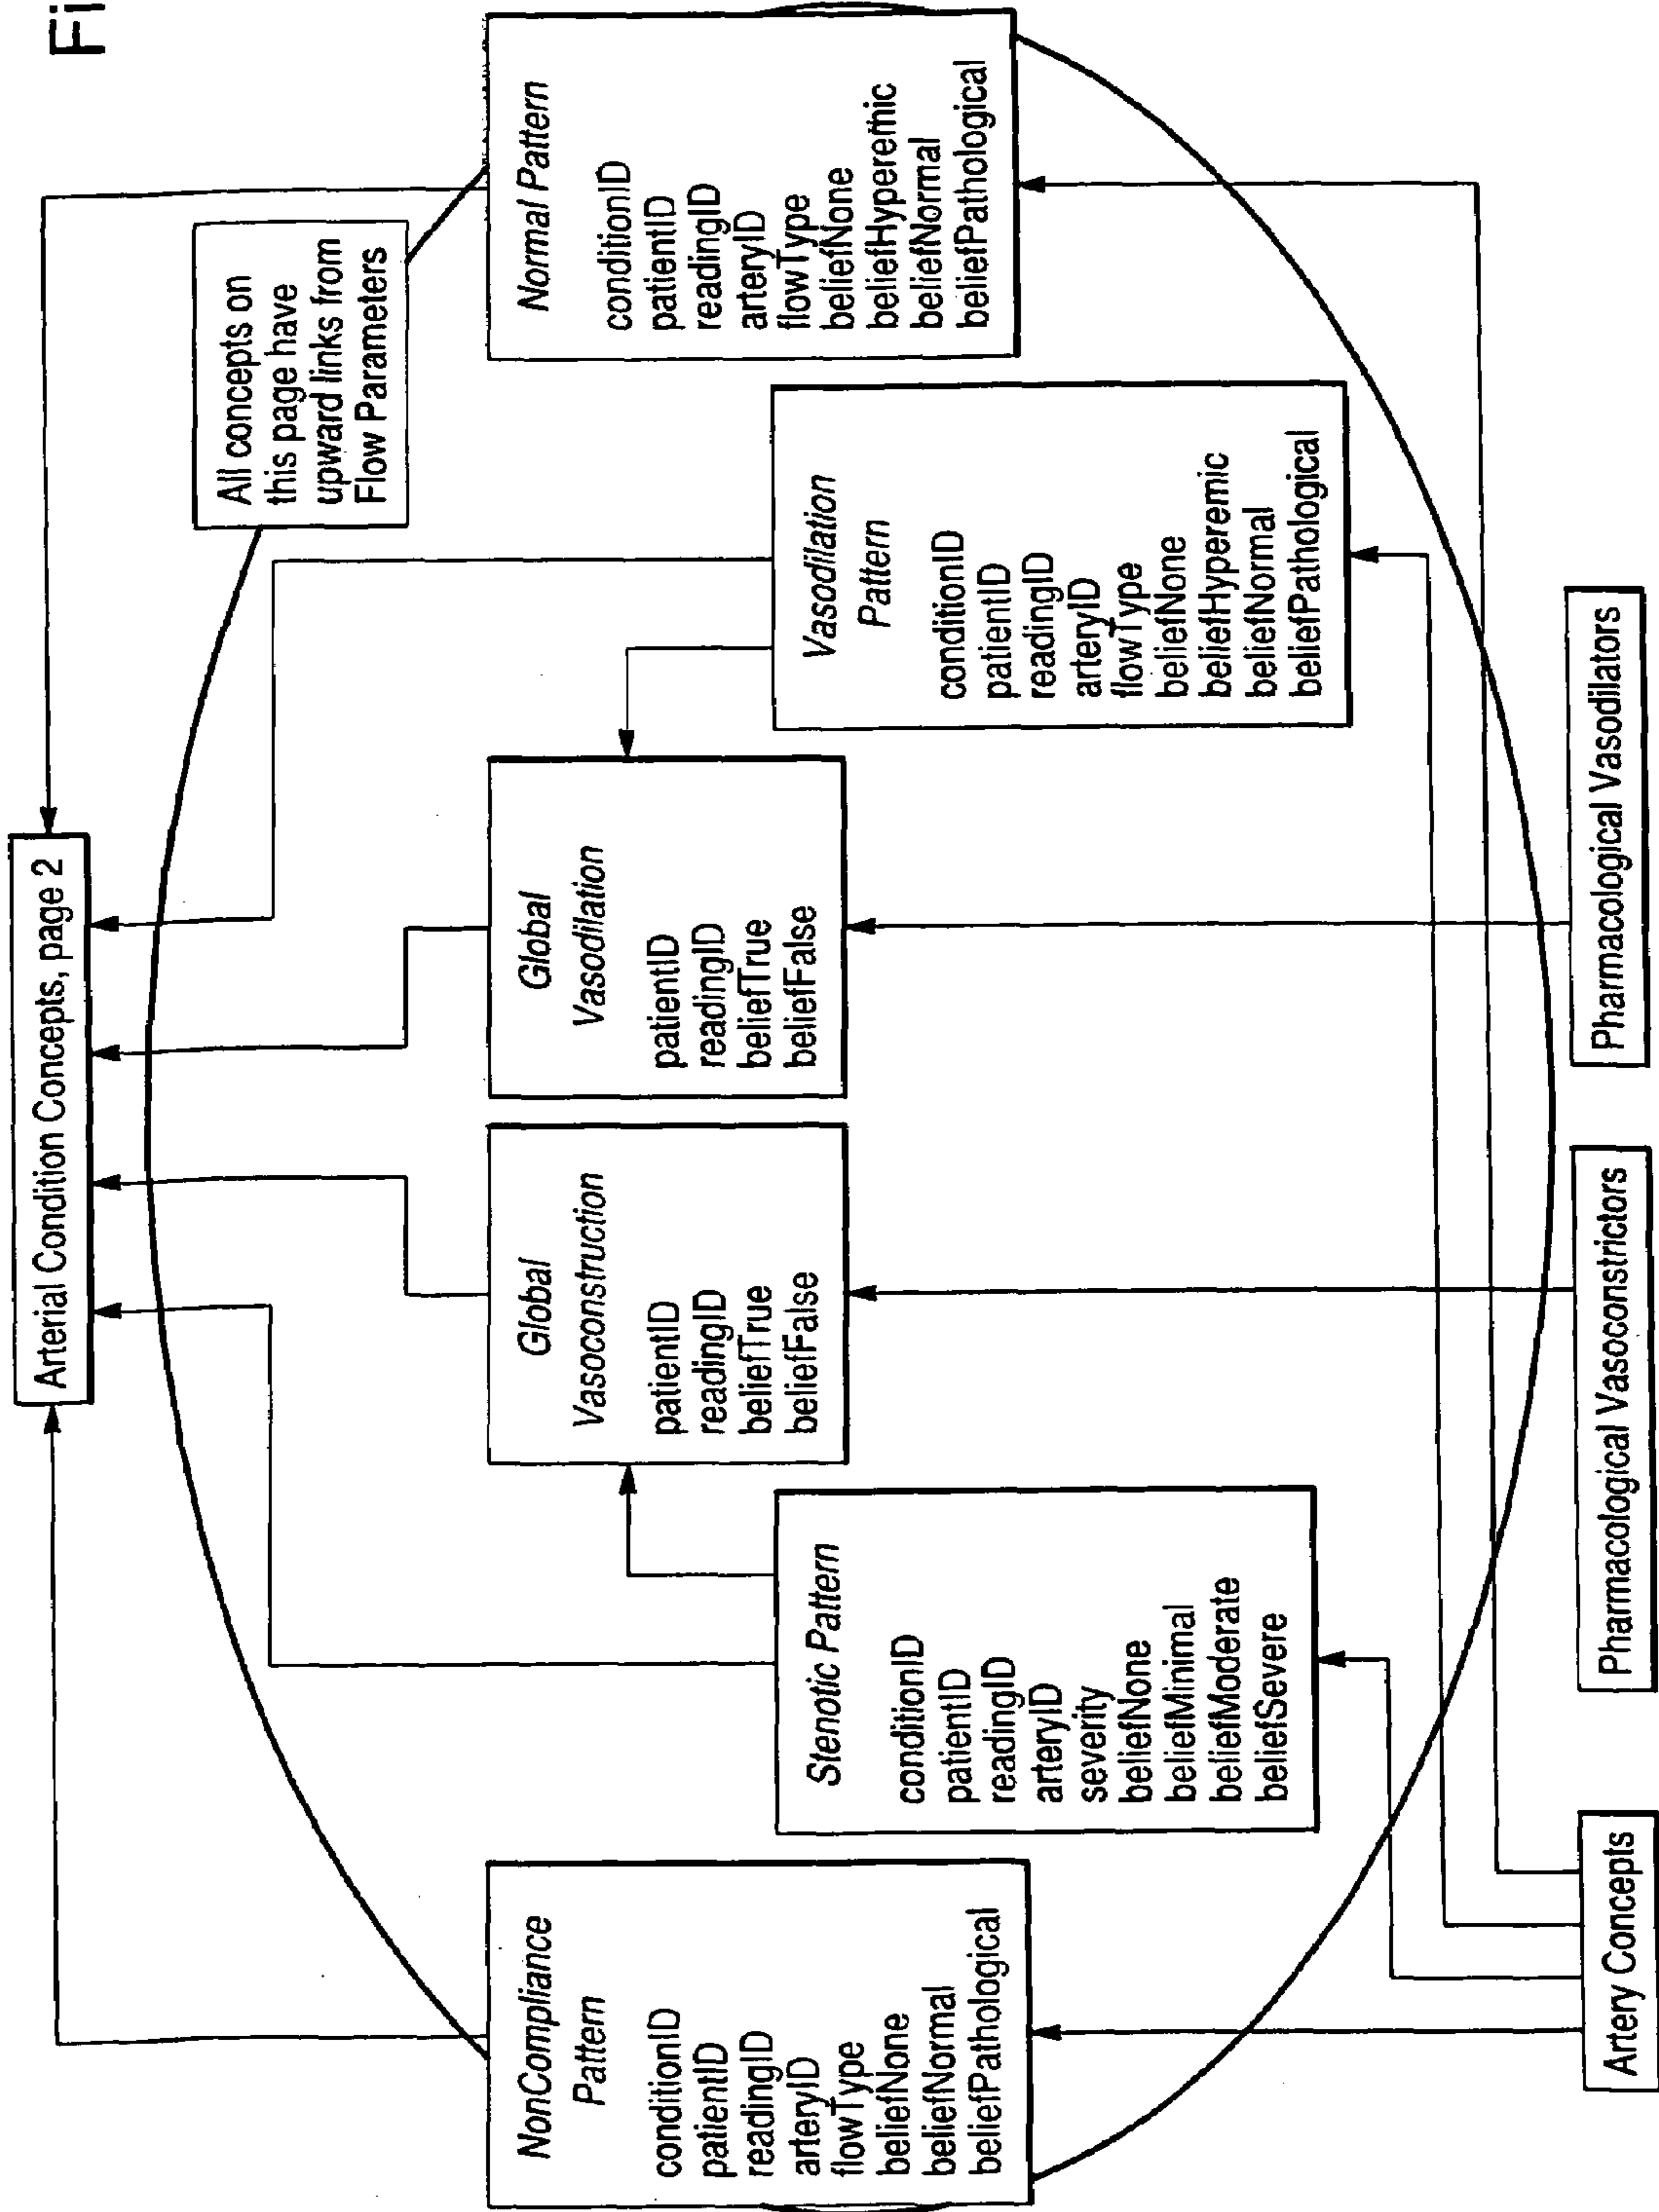 Fi
Arterial Condition Concepts, page 2
All concepts on
this page have
upward links from
Flow Parameters
NonCompliance
Pattern
conditionID
patientID
readingID
arteryID
flowType
beliefNone
beliefNormal
beliefPathological
Stenotic Pattern
conditionID
patientID
readingID
arteryID
severity
beliefNone
beliefMinimal
beliefModerate
beliefSevere
Global
Vasoconstruction
patientID
readingID
beliefTrue
beliefFalse
Global
Vasodilation
patientID
readingID
beliefTrue
beliefFalse
Vasodilation
Pattern
conditionID
patientID
readingID
arteryID
flowType
beliefNone
beliefHyperemic
beliefNormal
beliefPathological
Normal Pattern
conditionID
patientID
readingID
arteryID
flowType
beliefNone
beliefHyperemic
beliefNormal
beliefPathological
Artery Concepts
Pharmacological Vasoconstrictors
Pharmacological Vasodilators